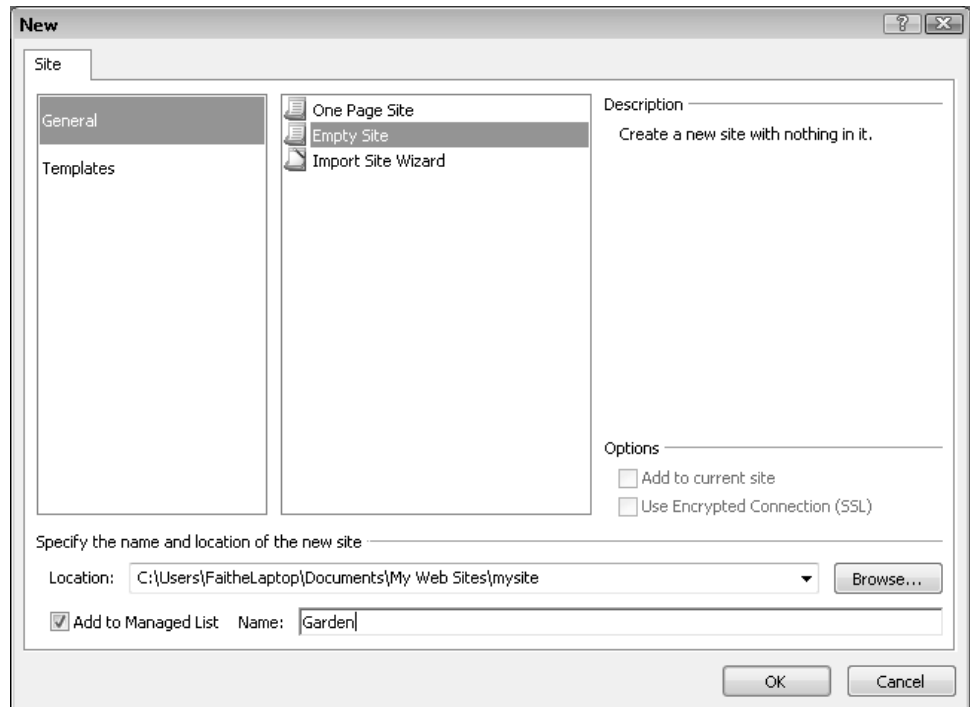 New
Site
General
Templates
One Page Site
Empty Site
Import Site Wizard
Description
Create a new site with nothing in it.
Options
Add to current site
Use Encrypted Connection (SSL)
Specify the name and location of the new site
Location: C:\Users\FaitheLaptop\Documents\My Web Sites\mysite Browse...
Add to Managed List Name: Garden
OK Cancel